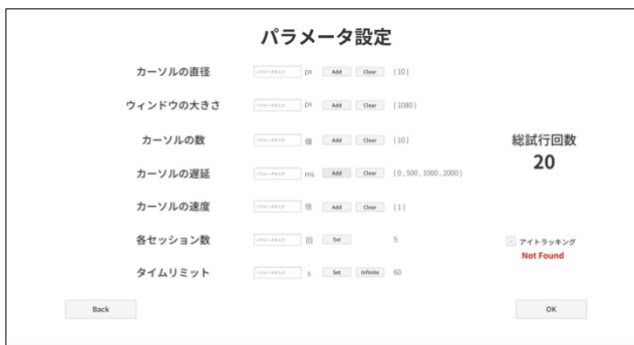 パラメータ設定
カーソルの直径 px Add Clear {10}
ウィンドウの大きさ px Add Clear {1080}
カーソルの数 個 Add Clear {10}
総試行回数
20
カーソルの遅延 ms Add Clear {0, 500, 1000, 2000}
カーソルの速度 倍 Add Clear {1}
各セッション数 回 Set 5
アイトラッキング
Not Found
タイムリミット s Set Infinite 60
Back OK